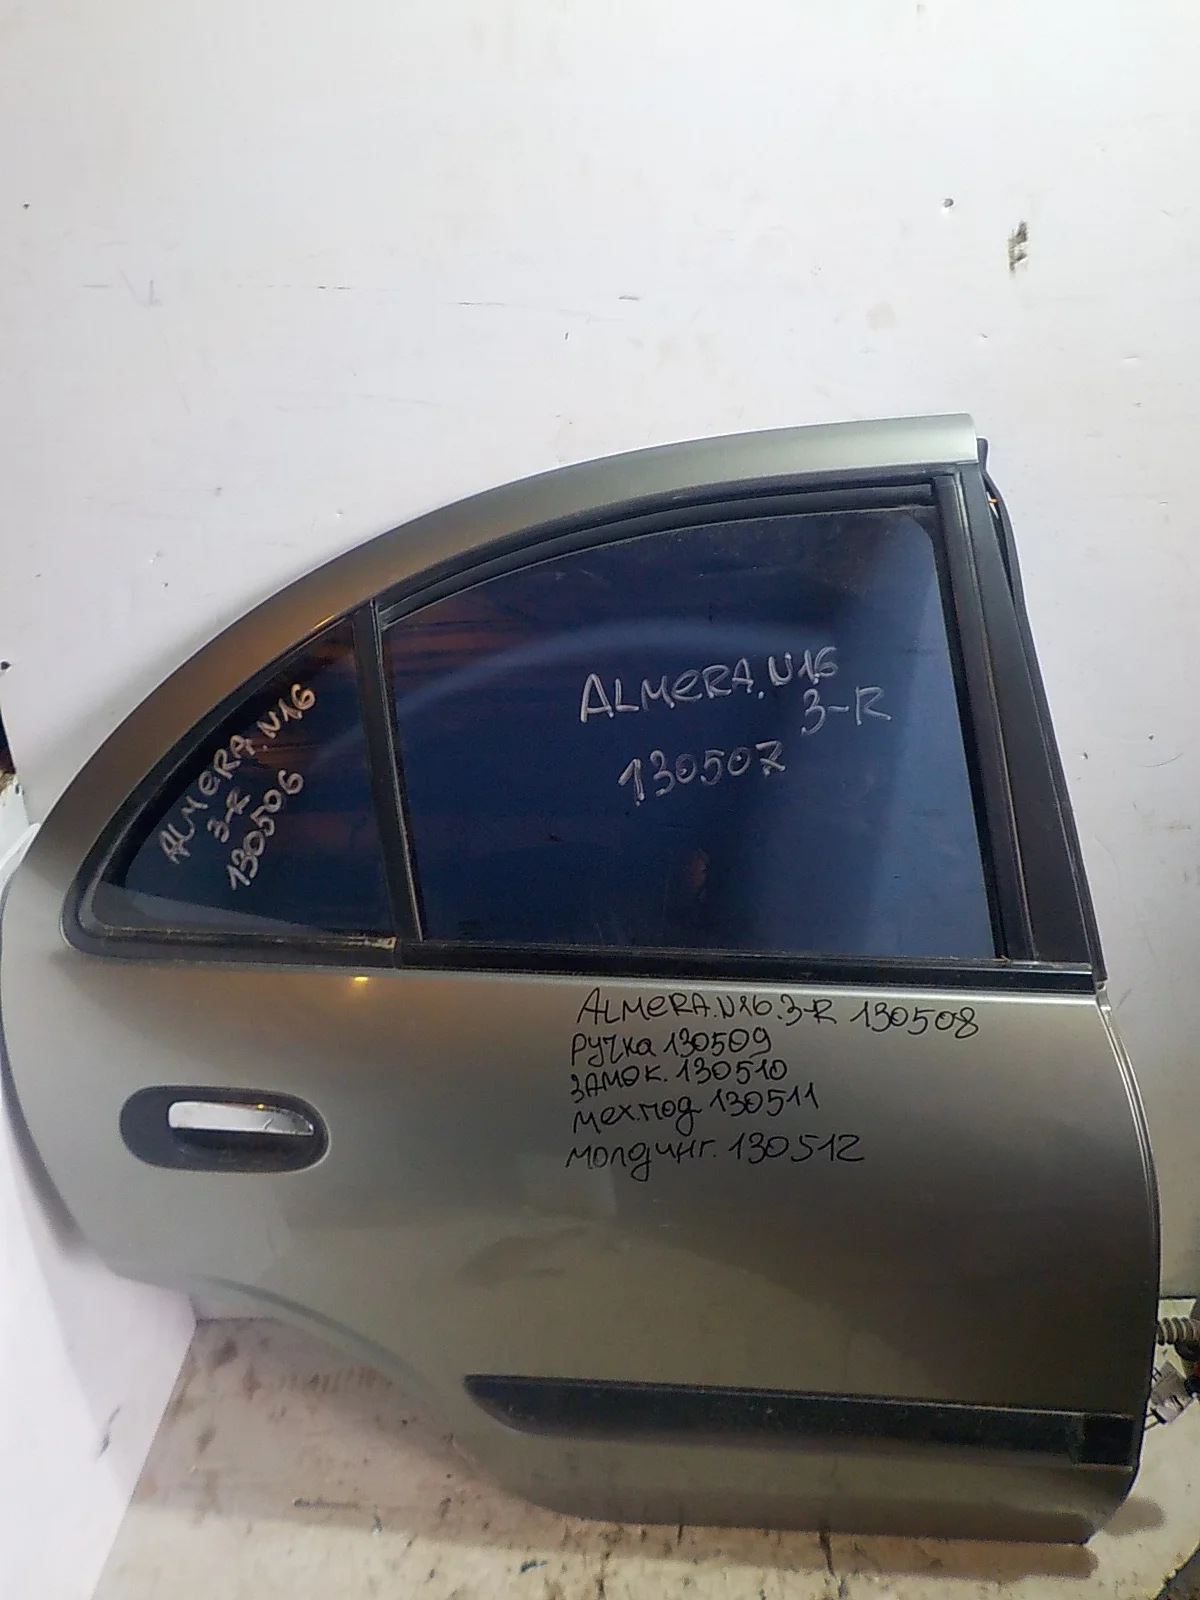 ALMERA.N16
3-R
130506
ALMERA.N16
3-R
130507
ALMERA.N16.3-R 130508
ручка 130509
замок. 130510
мех.под 130511
молдинг. 130512